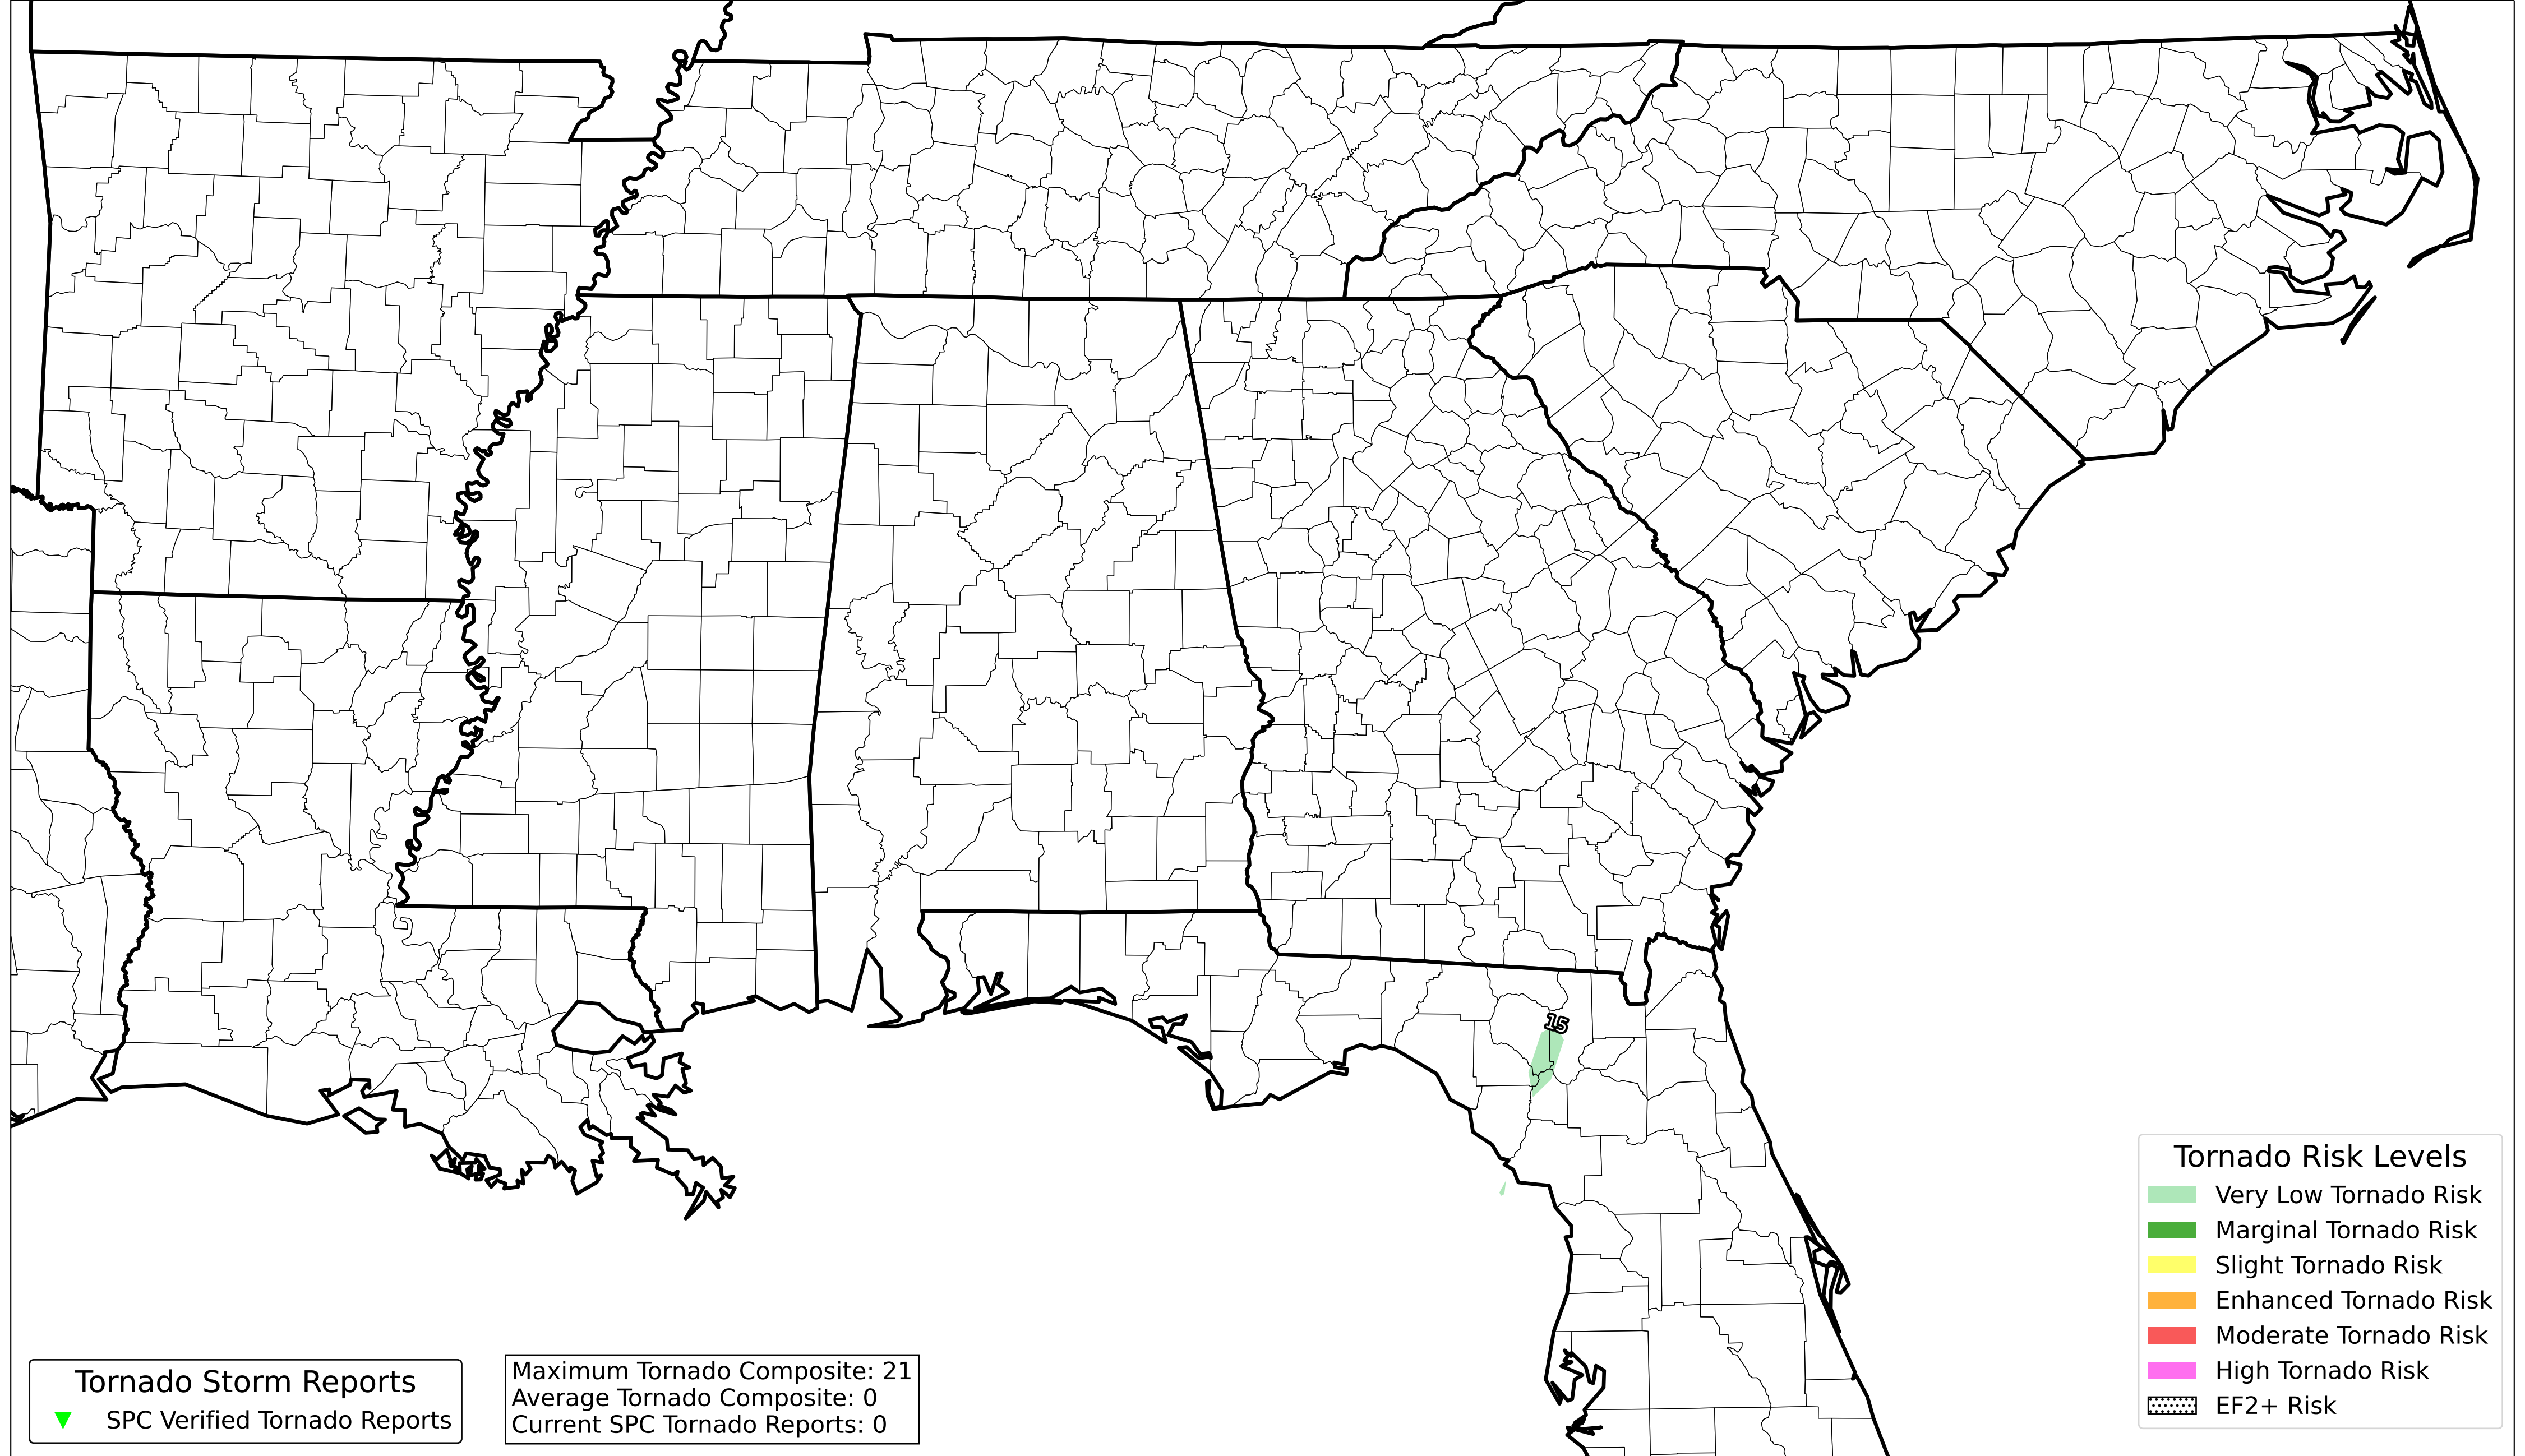 15
Tornado Risk Levels
Very Low Tornado Risk
Marginal Tornado Risk
Slight Tornado Risk
Enhanced Tornado Risk
Moderate Tornado Risk
High Tornado Risk
EF2+ Risk
Tornado Storm Reports
SPC Verified Tornado Reports
Maximum Tornado Composite: 21
Average Tornado Composite: 0
Current SPC Tornado Reports: 0